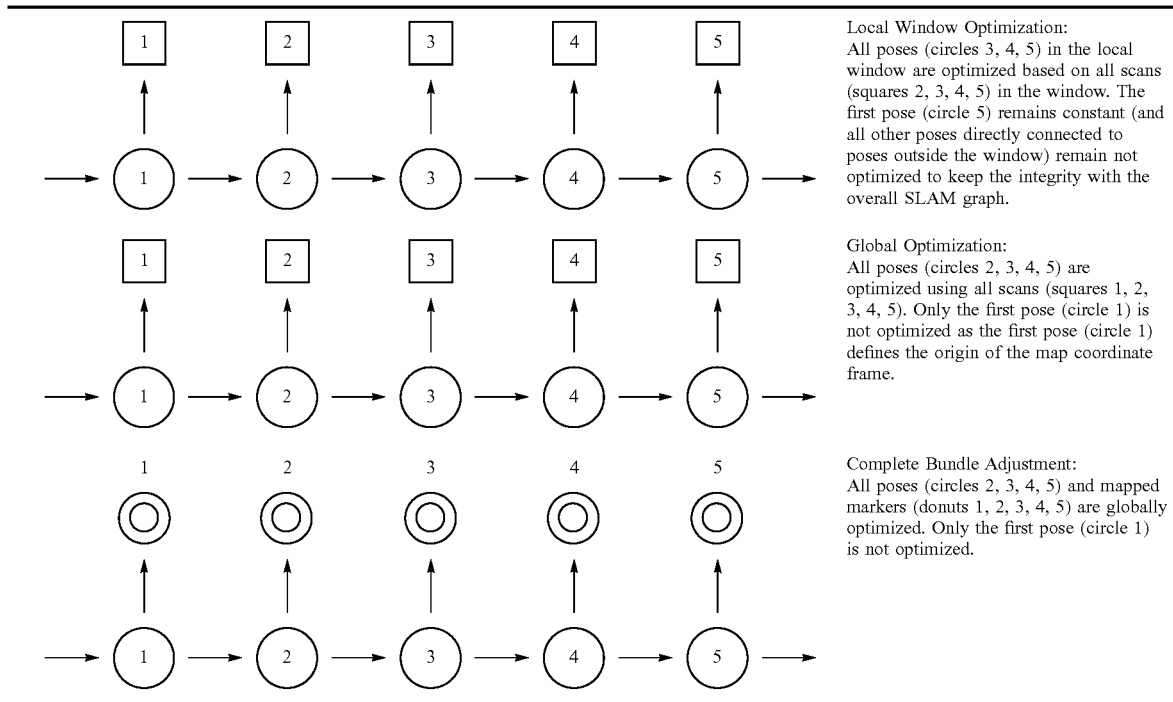 1 2 3 4 5
Local Window Optimization:
All poses (circles 3, 4, 5) in the local
window are optimized based on all scans
(squares 2, 3, 4, 5) in the window. The
first pose (circle 5) remains constant (and
all other poses directly connected to
poses outside the window) remain not
optimized to keep the integrity with the
overall SLAM graph.
1 2 3 4 5
1 2 3 4 5
Global Optimization:
All poses (circles 2, 3, 4, 5) are
optimized using all scans (squares 1, 2,
3, 4, 5). Only the first pose (circle 1) is
not optimized as the first pose (circle 1)
defines the origin of the map coordinate
frame.
1 2 3 4 5
1 2 3 4 5
Complete Bundle Adjustment:
All poses (circles 2, 3, 4, 5) and mapped
markers (donuts 1, 2, 3, 4, 5) are globally
optimized. Only the first pose (circle 1)
is not optimized.
1 2 3 4 5